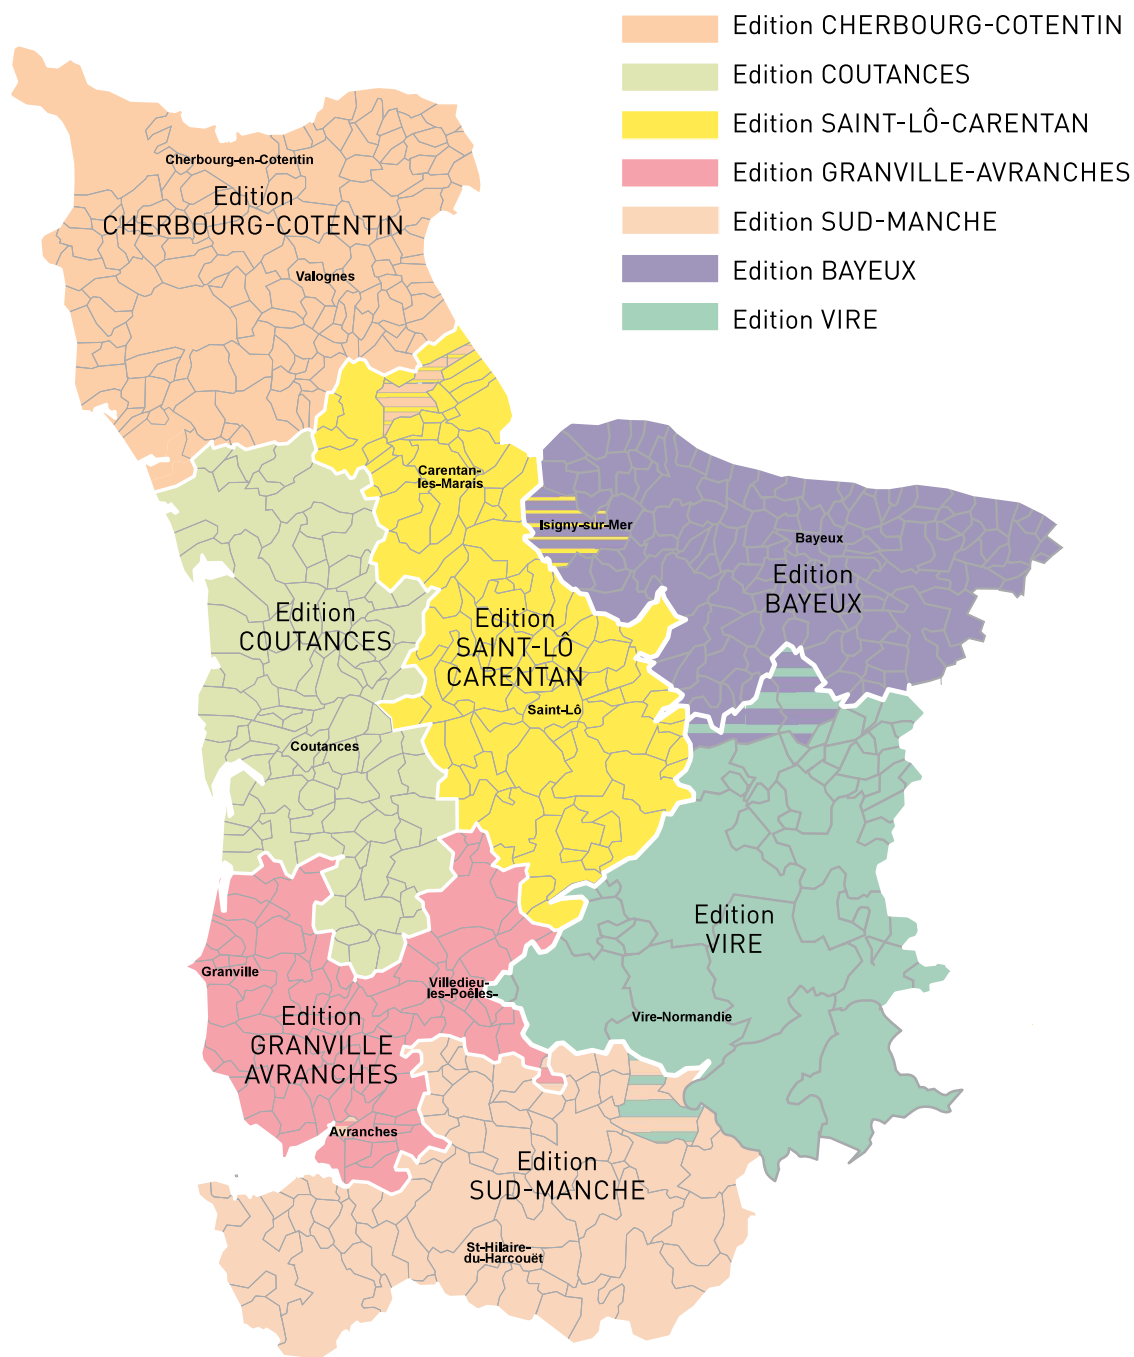 Edition CHERBOURG-COTENTIN
Edition COUTANCES
Edition SAINT-LÔ-CARENTAN
Edition GRANVILLE-AVRANCHES
Edition SUD-MANCHE
Edition BAYEUX
Edition VIRE
Cherbourg-en-Cotentin
Edition
CHERBOURG-COTENTIN
Valognes
Carentan-
les-Marais
Isigny-sur-Mer
Bayeux
Edition
BAYEUX
Edition
COUTANCES
Edition
SAINT-LÔ
CARENTAN
Saint-Lô
Coutances
Edition
VIRE
Granville
Villedieu-
les-Poêles-
Vire-Normandie
Edition
GRANVILLE
AVRANCHES
Avranches
Edition
SUD-MANCHE
St-Hilaire-
du-Harcouët